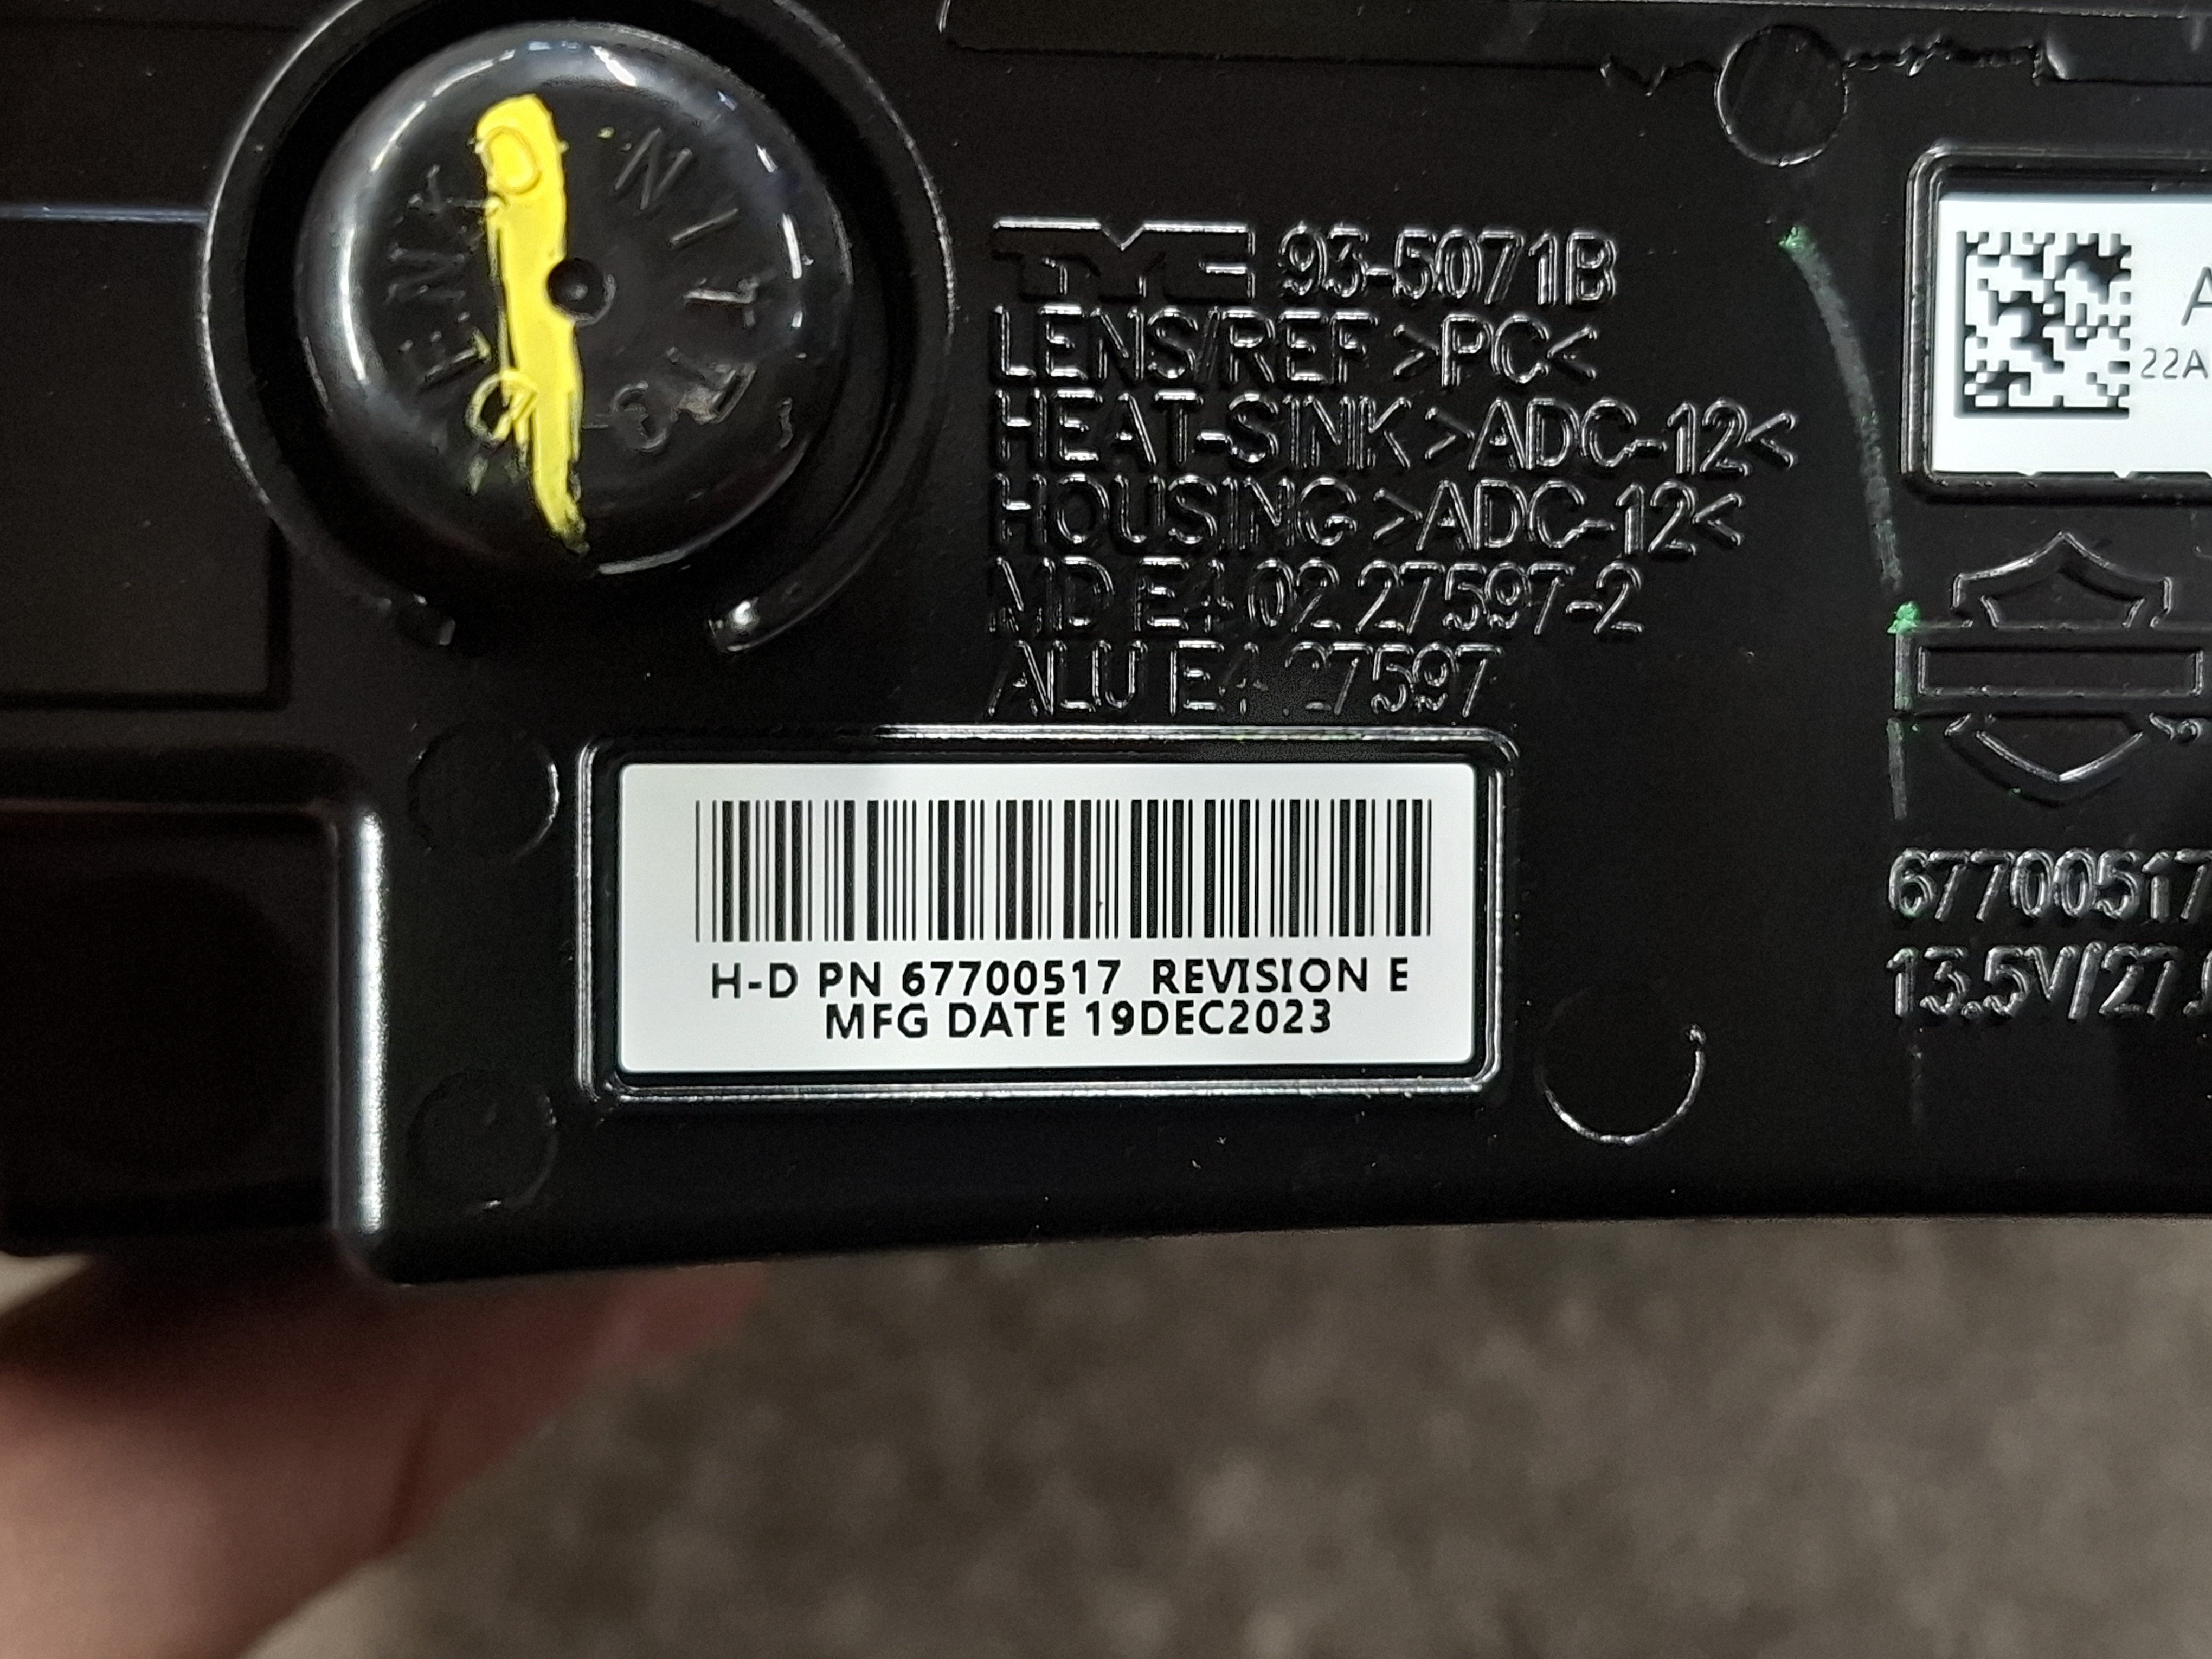 TYC 93-5071B
LENS/REF >PC<
HEAT-SINK >ADC-12<
HOUSING >ADC-12<
MD E4 02 27597-2
ALU E4 27597
H-D PN 67700517 REVISION E
MFG DATE 19DEC2023
A
22A
67700517
13.5V/27.